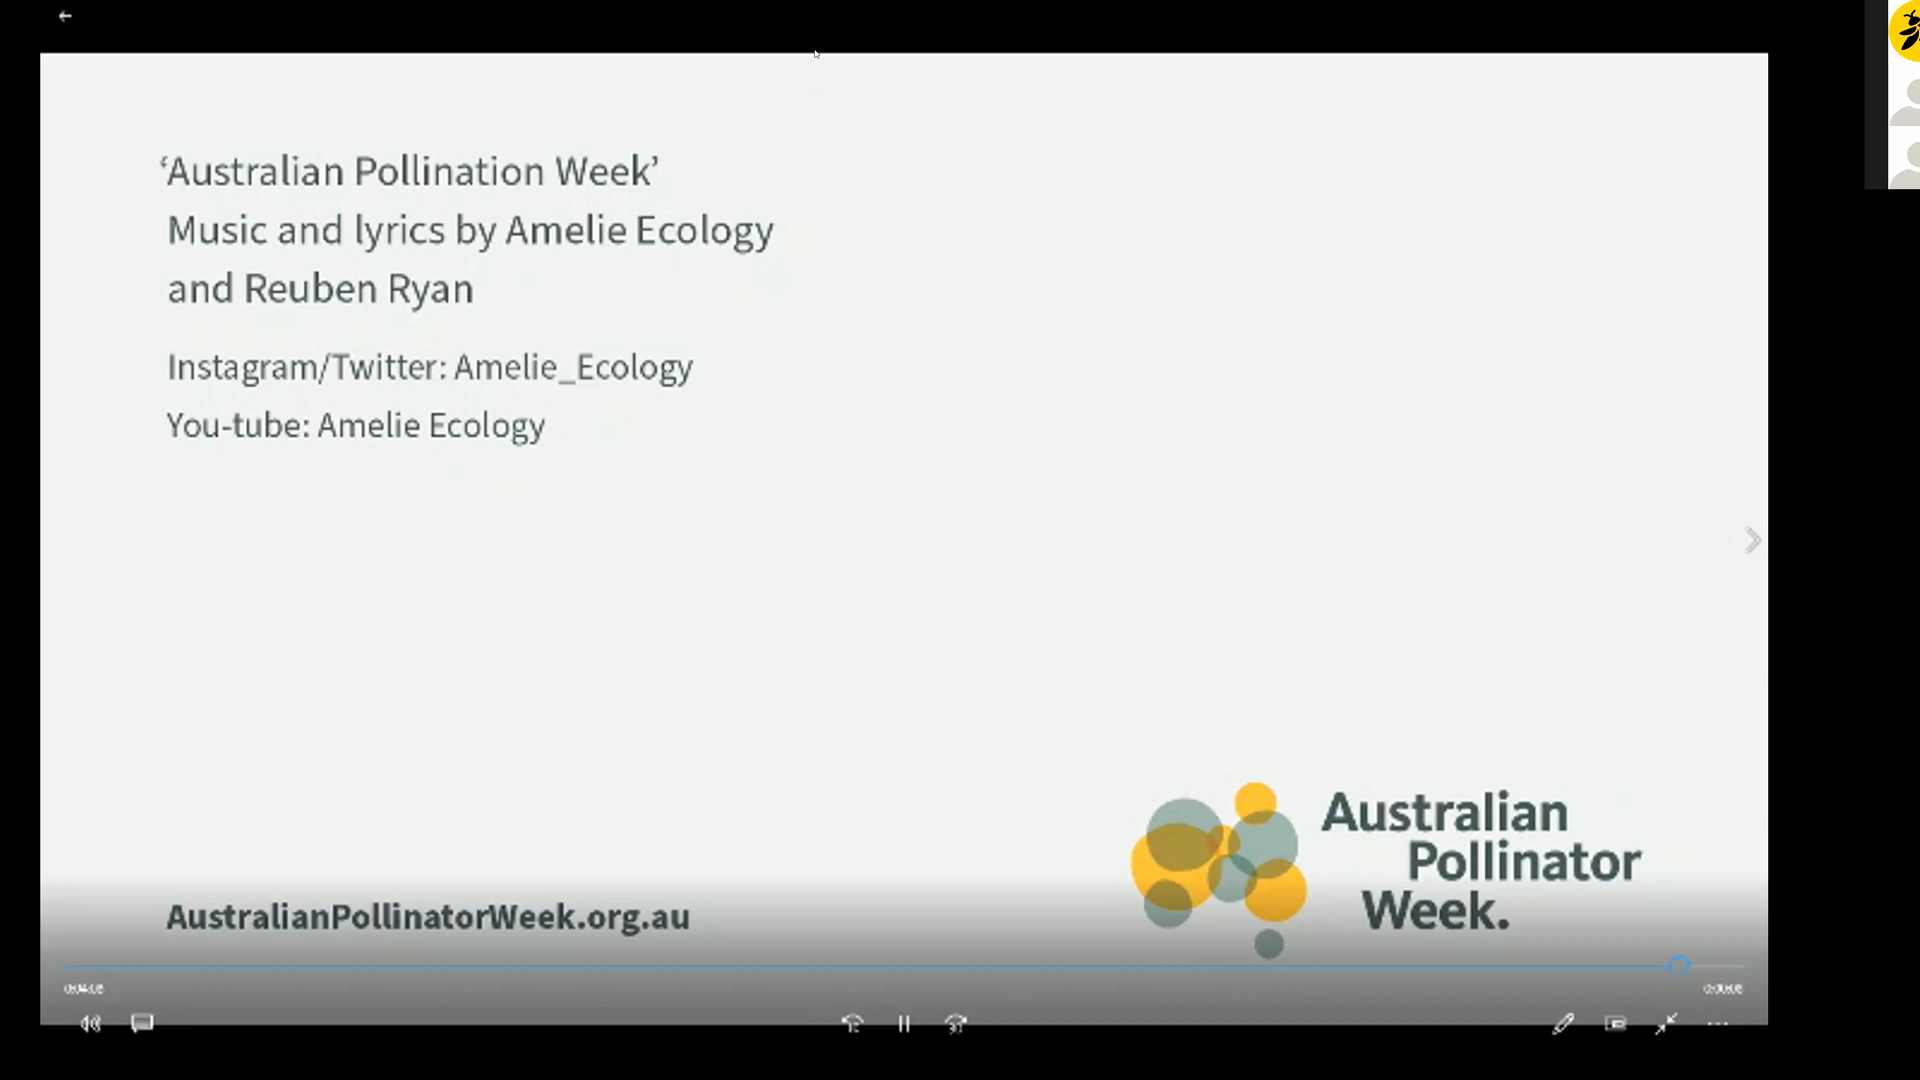 ‘Australian Pollination Week’
Music and lyrics by Amelie Ecology
and Reuben Ryan
Instagram/Twitter: Amelie_Ecology
You-tube: Amelie Ecology
AustralianPollinatorWeek.org.au
Australian
Pollinator
Week.